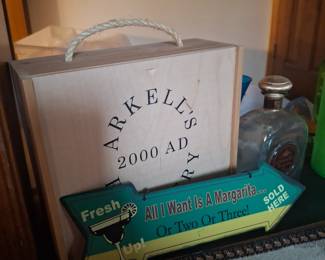 ARKELL'S
2000 AD
Fresh
Up!
All I Want Is A Margarita...
Or Two Or Three!
SOLD
HERE